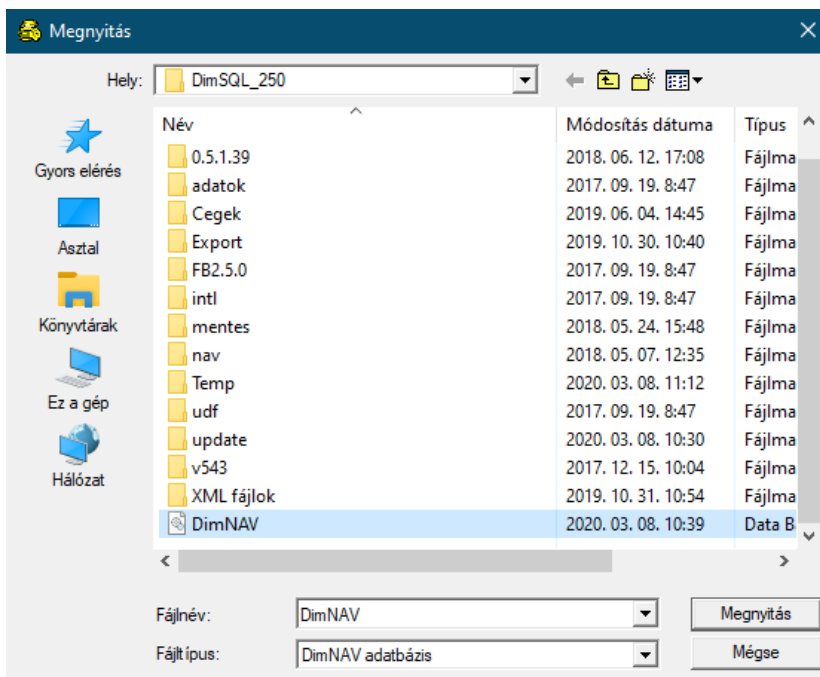 Megnyitás
Hely: DimSQL_250
Név Módosítás dátuma Típus
0.5.1.39 2018. 06. 12. 17:08 Fájlma
adatok 2017. 09. 19. 8:47 Fájlma
Cegek 2019. 06. 04. 14:45 Fájlma
Export 2019. 10. 30. 10:40 Fájlma
FB2.5.0 2017. 09. 19. 8:47 Fájlma
intl 2017. 09. 19. 8:47 Fájlma
mentes 2018. 05. 24. 15:48 Fájlma
nav 2018. 05. 07. 12:35 Fájlma
Temp 2020. 03. 08. 11:12 Fájlma
udf 2017. 09. 19. 8:47 Fájlma
update 2020. 03. 08. 10:30 Fájlma
v543 2017. 12. 15. 10:04 Fájlma
XML fájlok 2019. 10. 31. 10:54 Fájlma
DimNAV 2020. 03. 08. 10:39 Data B
Gyors elérés
Asztal
Könyvtárak
Ez a gép
Hálózat
Fájlnév: DimNAV Megnyitás
Fájltípus: DimNAV adatbázis Mégse